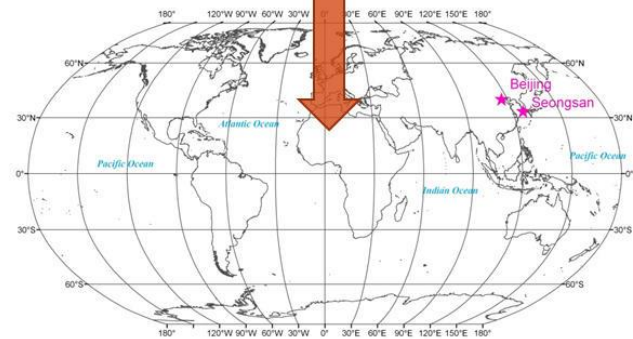 180° 120°W 90°W 60°W 30°W 30°E 60°E 90°E 120°E 150°E 180°
60°N
Beijing
Seongsan
30°N 30°N
Atlantic Ocean
Pacific Ocean Pacific Ocean
0° 0°
Indian Ocean
30°S 30°S
60°S 60°S
180° 120°W 90°W 60°W 30°W 0° 30°E 60°E 90°E 120°E 150°E 180°